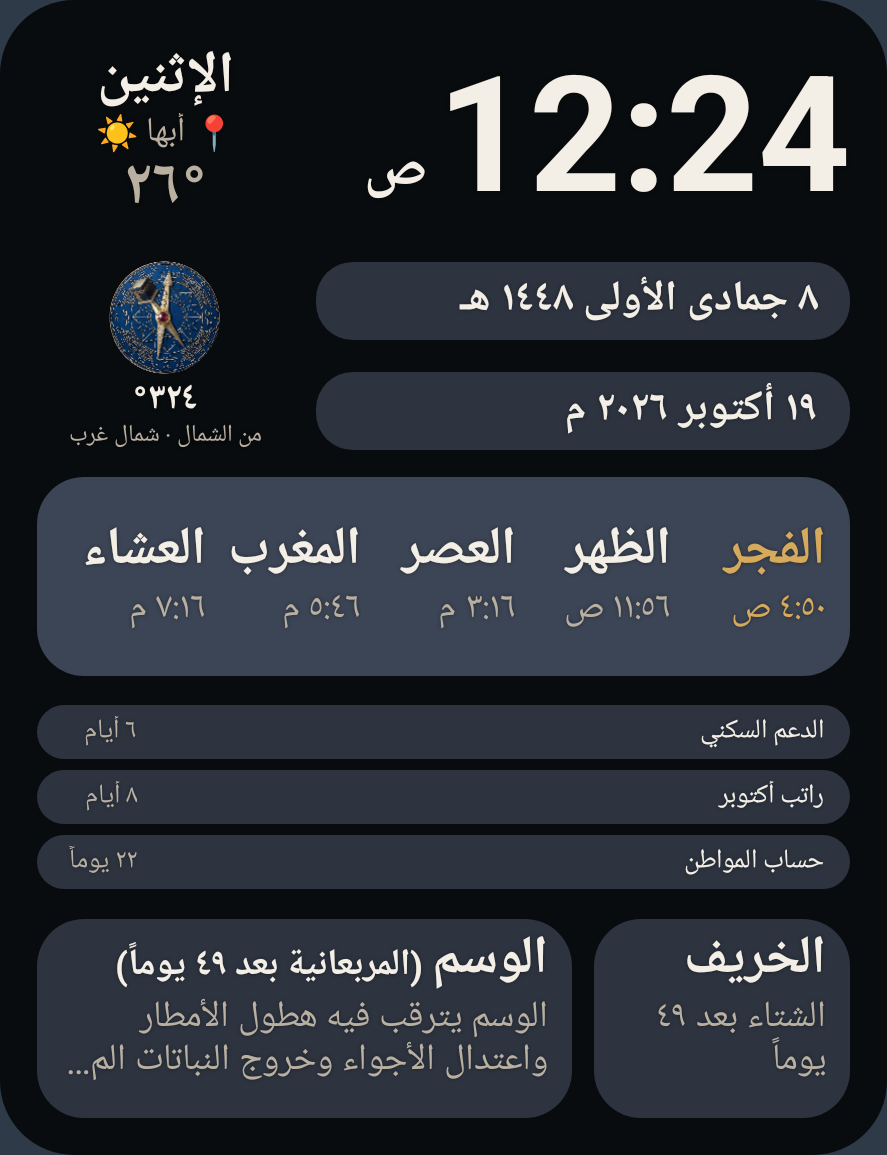 12:24 ص
الإثنين
📍 أبها ☀️
٢٦°
٨ جمادى الأولى ١٤٤٨ هـ
١٩ أكتوبر ٢٠٢٦ م
٣٢٤°
من الشمال · شمال غرب
الفجر الظهر العصر المغرب العشاء
٤:٥٠ ص ١١:٥٦ ص ٣:١٦ م ٥:٤٦ م ٧:١٦ م
الدعم السكني ٦ أيام
راتب أكتوبر ٨ أيام
حساب المواطن ٢٢ يوماً
الخريف
الشتاء بعد ٤٩
يوماً
الوسم (المربعانية بعد ٤٩ يوماً)
الوسم يترقب فيه هطول الأمطار
واعتدال الأجواء وخروج النباتات الم...